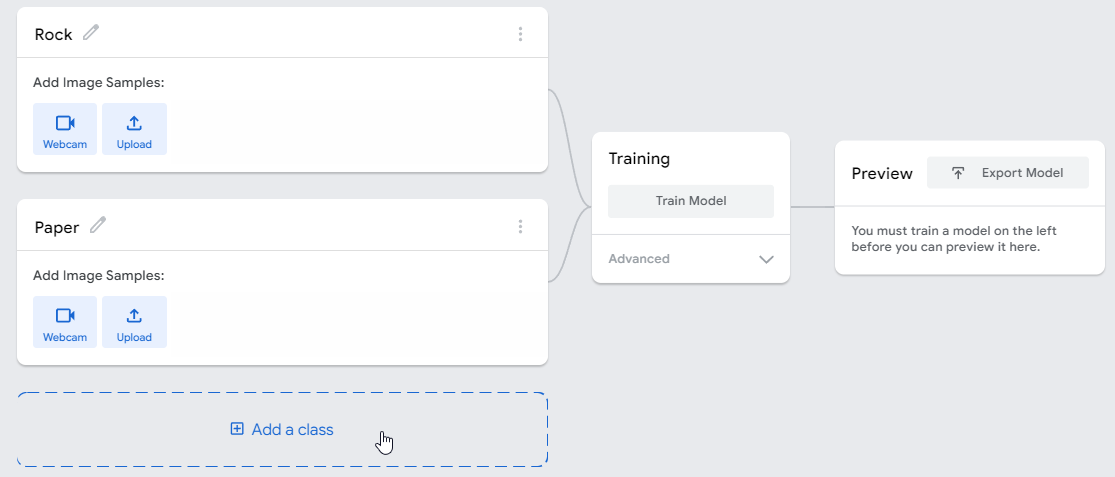 Rock
Add Image Samples:
Webcam
Upload
Paper
Add Image Samples:
Webcam
Upload
Add a class
Training
Train Model
Advanced
Preview
Export Model
You must train a model on the left
before you can preview it here.